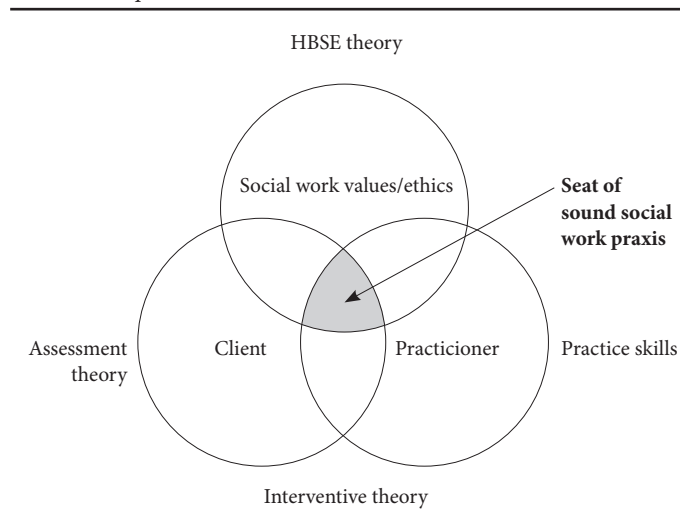 HBSE theory
Social work values/ethics
Seat of
sound social
work praxis
Assessment
theory
Client
Practicioner
Practice skills
Interventive theory